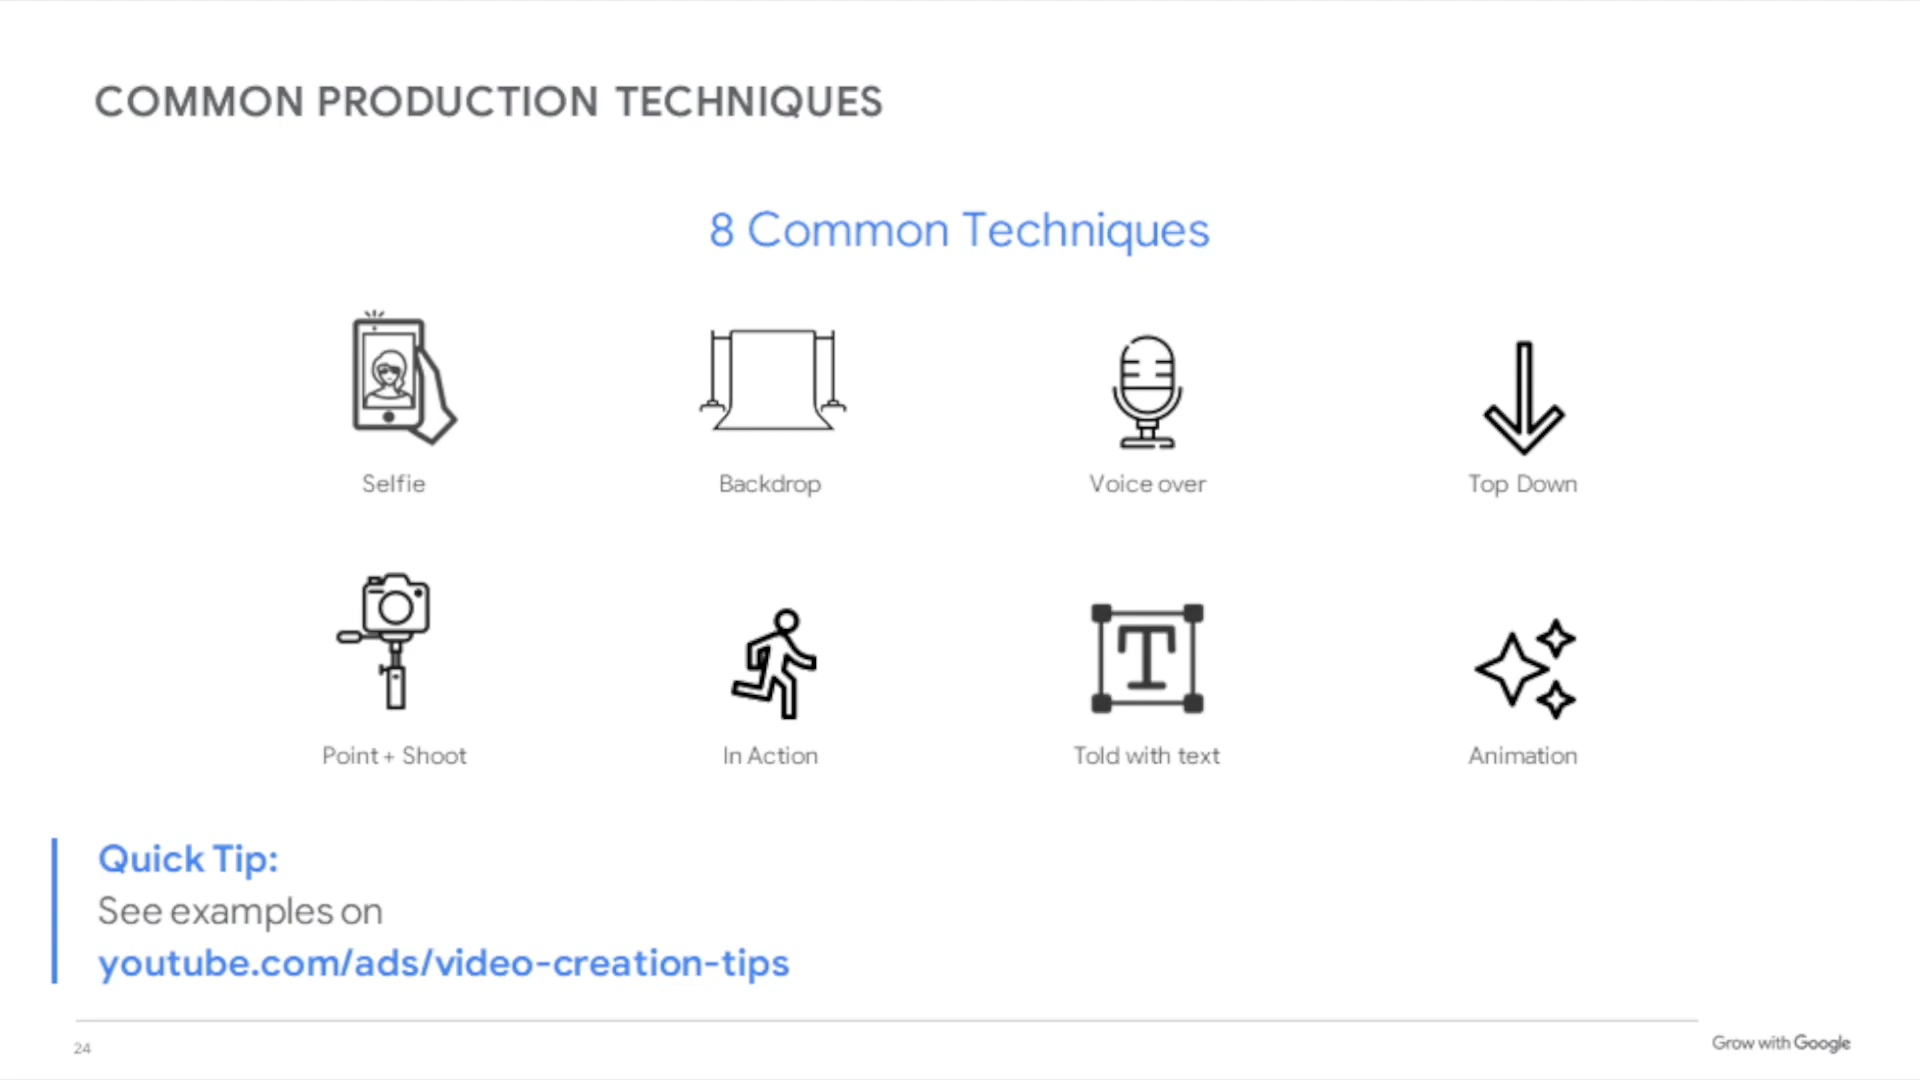 COMMON PRODUCTION TECHNIQUES
8 Common Techniques
Selfie
Backdrop
Voice over
Top Down
Point + Shoot
In Action
T
Told with text
Animation
Quick Tip:
See examples on
youtube.com/ads/video-creation-tips
24
Grow with Google